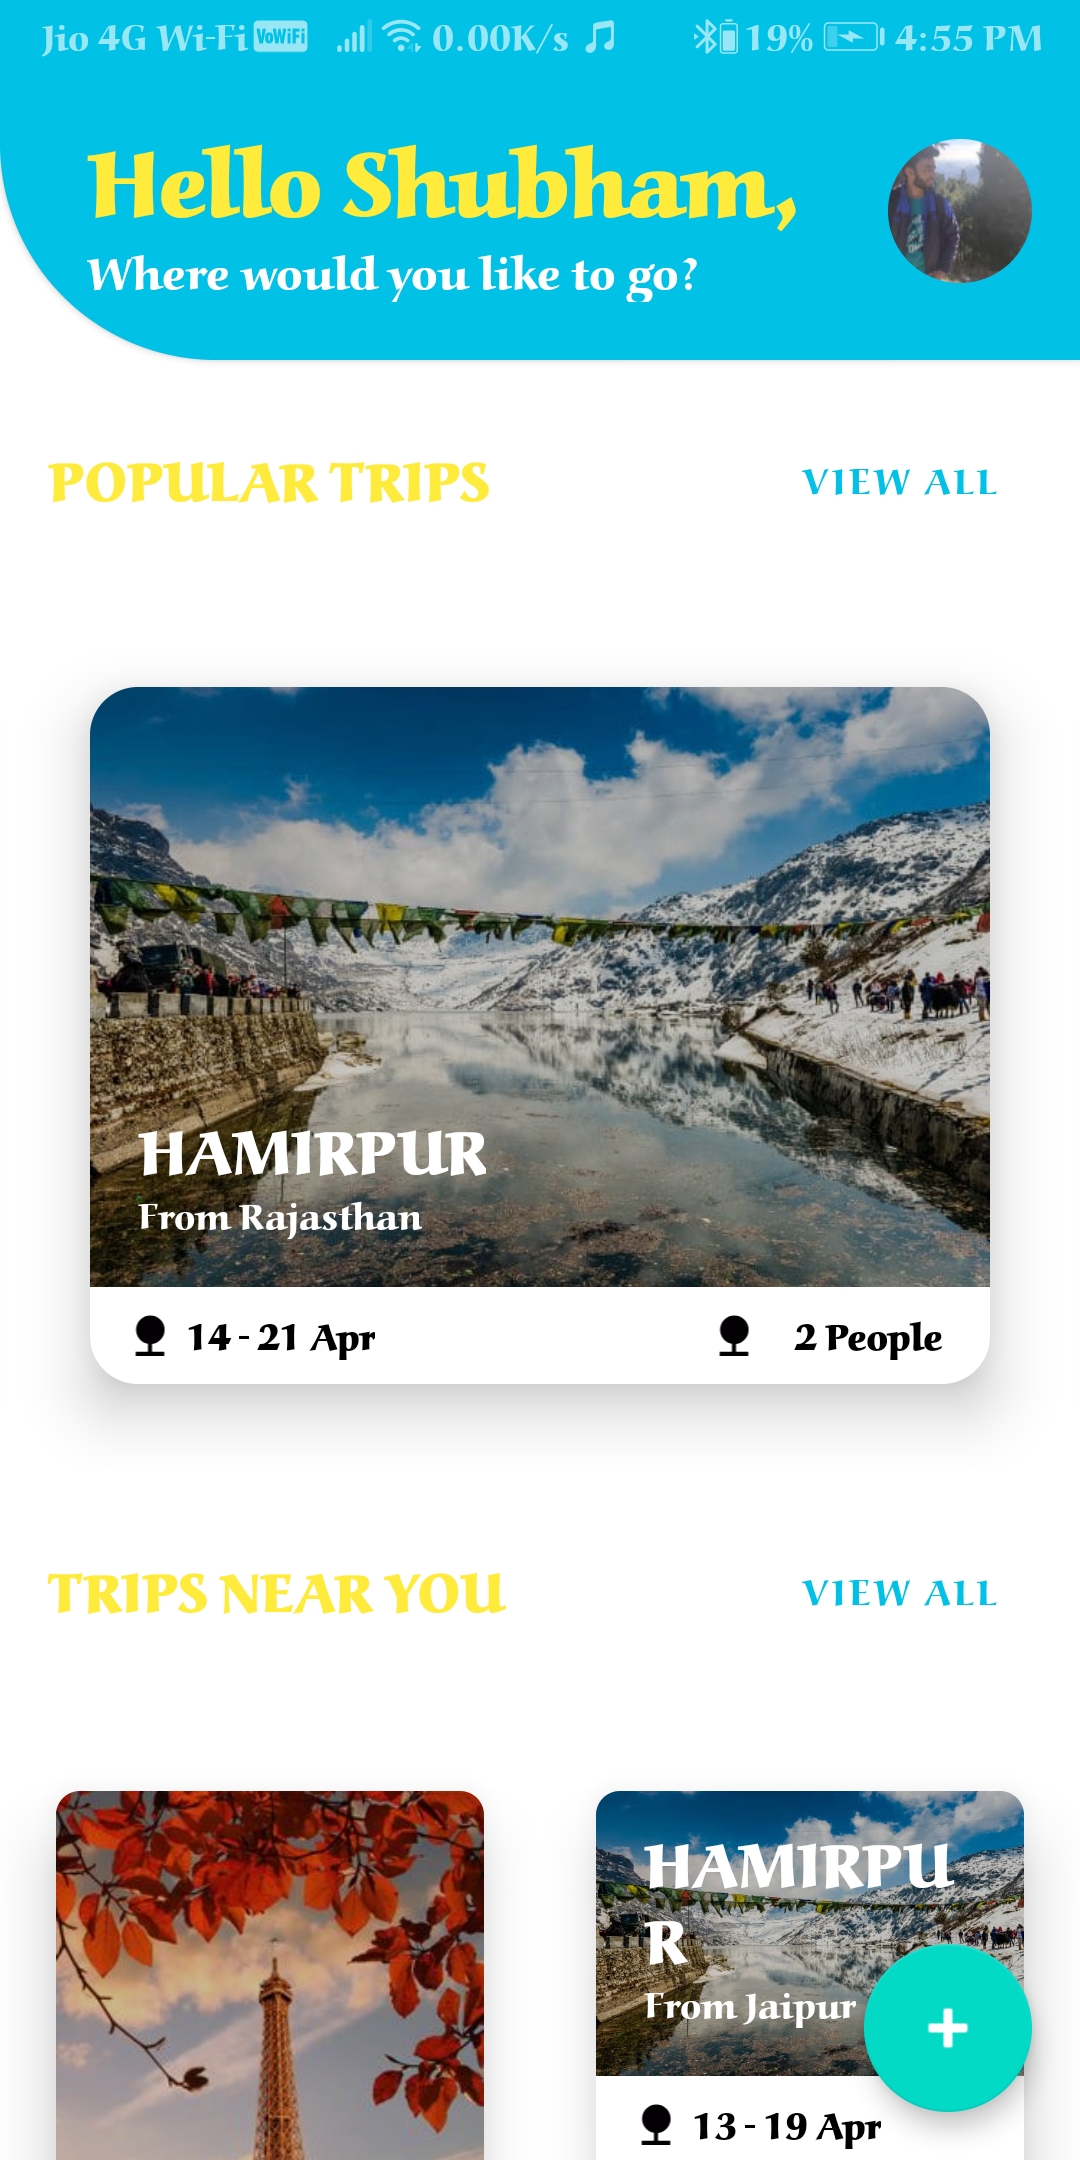 Jio 4G Wi-Fi VoWiFi 0.00K/s 19% 4:55 PM
Hello Shubham,
Where would you like to go?
POPULAR TRIPS VIEW ALL
HAMIRPUR
From Rajasthan
14 - 21 Apr 2 People
TRIPS NEAR YOU VIEW ALL
HAMIRPU
R
From Jaipur
13 - 19 Apr